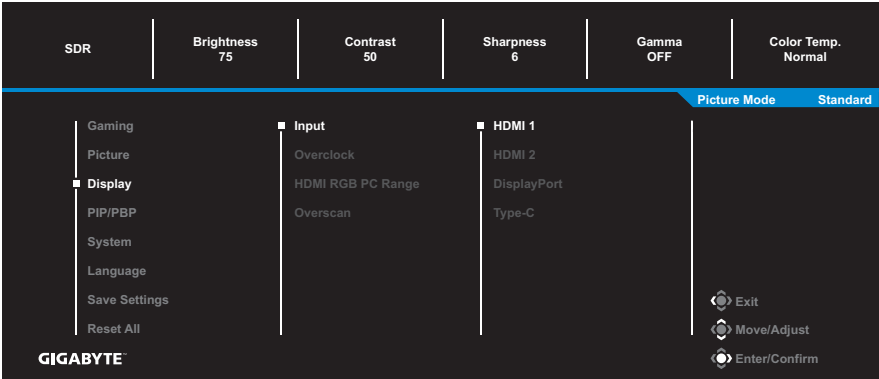 SDR
Brightness
75
Contrast
50
Sharpness
6
Gamma
OFF
Color Temp.
Normal
Picture Mode Standard
Gaming
Picture
Display
PIP/PBP
System
Language
Save Settings
Reset All
Input
Overclock
HDMI RGB PC Range
Overscan
HDMI 1
HDMI 2
DisplayPort
Type-C
Exit
Move/Adjust
Enter/Confirm
GIGABYTE™